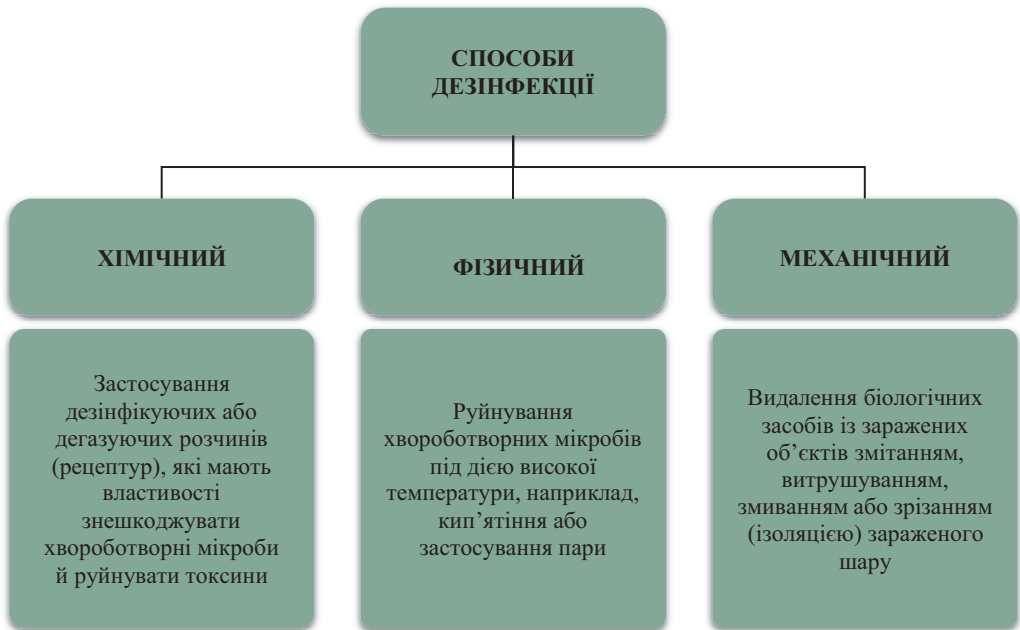 СПОСОБИ
ДЕЗІНФЕКЦІЇ
ХІМІЧНИЙ
ФІЗИЧНИЙ
МЕХАНІЧНИЙ
Застосування
дезінфікуючих або
дегазуючих розчинів
(рецептур), які мають
властивості
знешкоджувати
хвороботворні мікроби
й руйнувати токсини
Руйнування
хвороботворних мікробів
під дією високої
температури, наприклад,
кип’ятіння або
застосування пари
Видалення біологічних
засобів із заражених
об’єктів змітанням,
витрушуванням,
змиванням або зрізанням
(ізоляцією) зараженого
шару